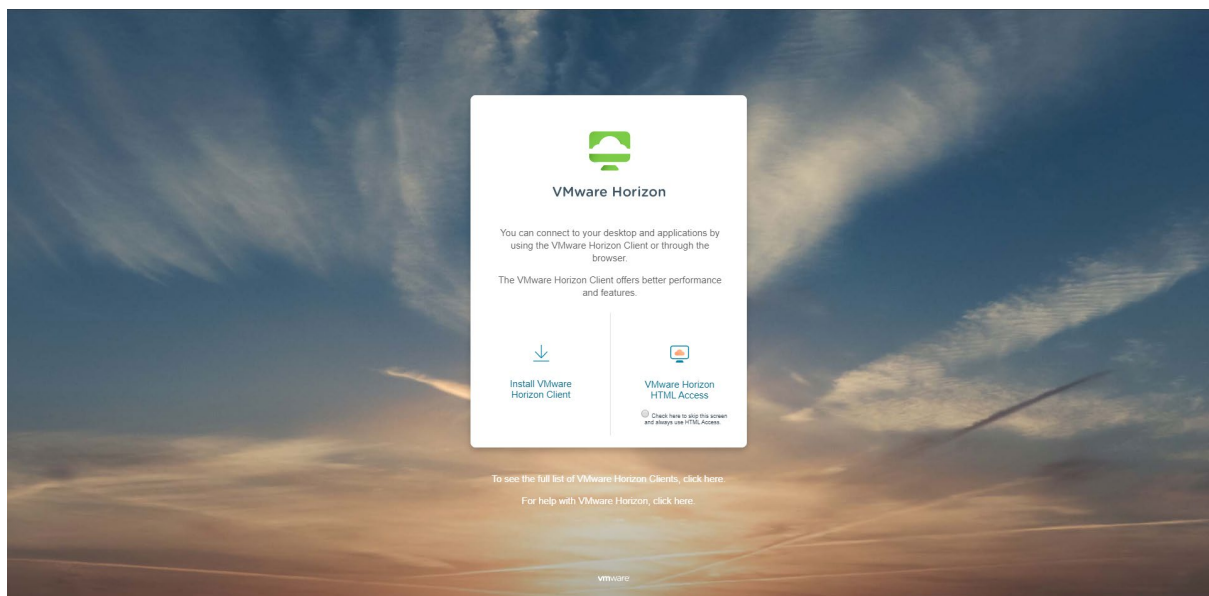 VMware Horizon
You can connect to your desktop and applications by
using the VMware Horizon Client or through the
browser.
The VMware Horizon Client offers better performance
and features.
Install VMware
Horizon Client
VMware Horizon
HTML Access
Check here to skip this screen
and always use HTML Access.
To see the full list of VMware Horizon Clients, click here.
For help with VMware Horizon, click here.
vmware